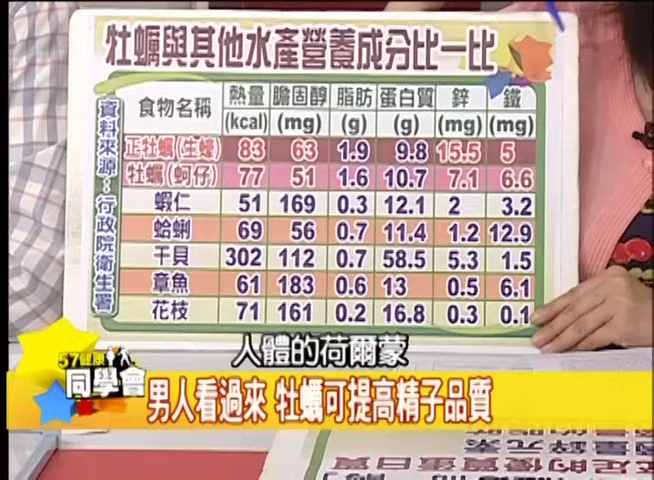 牡蠣與其他水產營養成分比一比
資料來源：行政院衛生署
食物名稱 熱量(kcal) 膽固醇(mg) 脂肪(g) 蛋白質(g) 鋅(mg) 鐵(mg)
正牡蠣(生蠔) 83 63 1.9 9.8 15.5 5
牡蠣(蚵仔) 77 51 1.6 10.7 7.1 6.6
蝦仁 51 169 0.3 12.1 2 3.2
蛤蜊 69 56 0.7 11.4 1.2 12.9
干貝 302 112 0.7 58.5 5.3 1.5
章魚 61 183 0.6 13 0.5 6.1
花枝 71 161 0.2 16.8 0.3 0.1
人體的荷爾蒙
57健康
同學會
男人看過來 牡蠣可提高精子品質